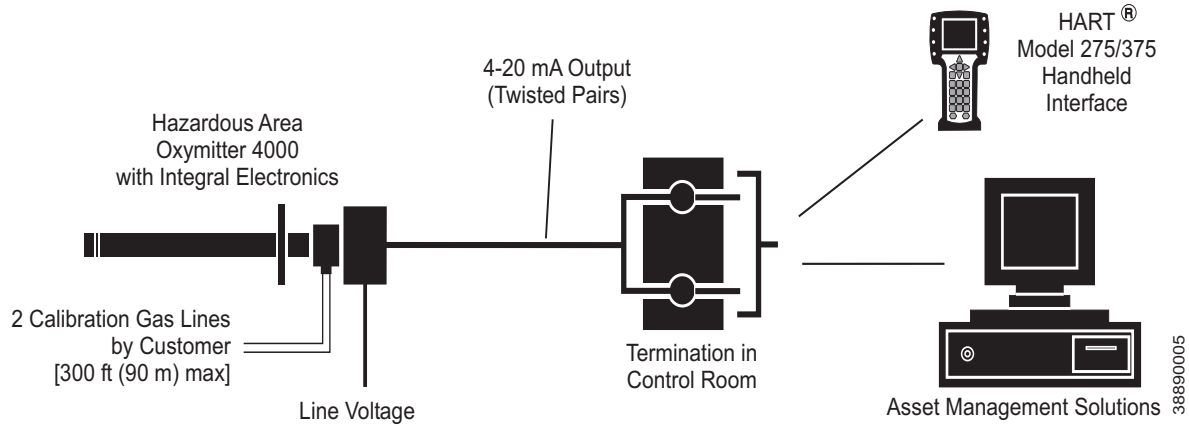 HART ®
Model 275/375
Handheld
Interface
4-20 mA Output
(Twisted Pairs)
Hazardous Area
Oxymitter 4000
with Integral Electronics
2 Calibration Gas Lines
by Customer
[300 ft (90 m) max]
Line Voltage
Termination in
Control Room
Asset Management Solutions
38890005